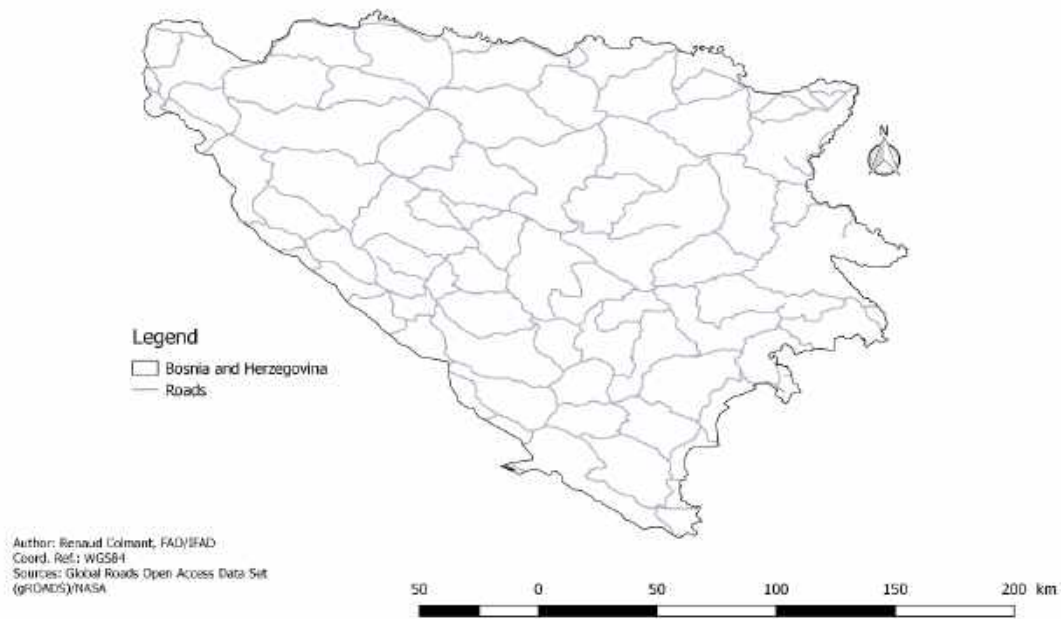 N
Legend
Bosnia and Herzegovina
Roads
Author: Renaud Colmant, FAO/IFAD
Coord. Ref.: WGS84
Sources: Global Roads Open Access Data Set
(gROADS)/NASA
50 0 50 100 150 200 km